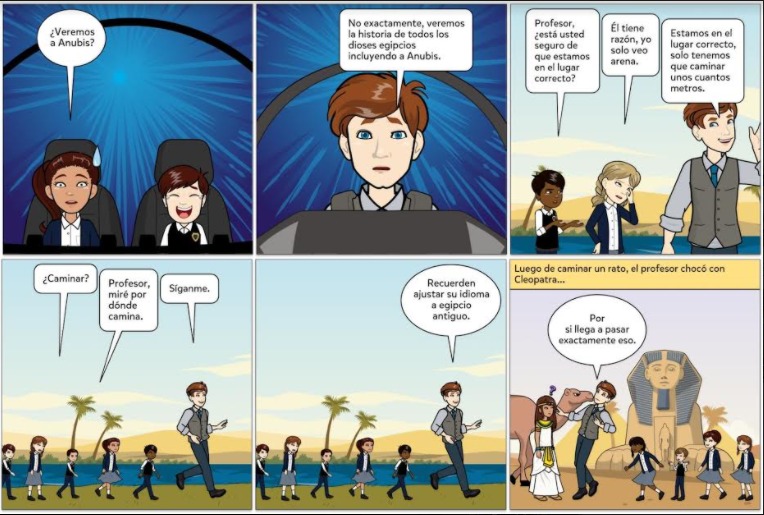 ¿Veremos
a Anubis?
No exactamente, veremos
la historia de todos los
dioses egipcios
incluyendo a Anubis.
Profesor,
¿está usted
seguro de
que estamos
en el lugar
correcto?
Él tiene
razón, yo
solo veo
arena.
Estamos en el
lugar correcto,
solo tenemos
que caminar
unos cuantos
metros.
¿Caminar?
Profesor,
miré por
dónde
camina.
Síganme.
Recuerden
ajustar su idioma
a egipcio
antiguo.
Luego de caminar un rato, el profesor chocó con
Cleopatra...
Por
si llega a pasar
exactamente eso.